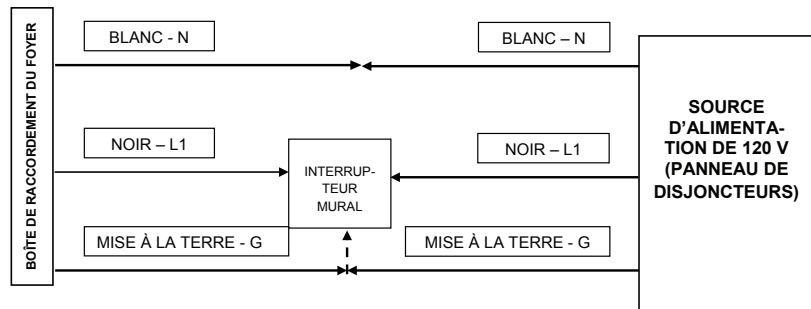 BOÎTE DE RACCORDEMENT DU FOYER
BLANC - N
BLANC – N
NOIR – L1
INTERRUP-
TEUR
MURAL
NOIR – L1
MISE À LA TERRE - G
MISE À LA TERRE - G
SOURCE
D’ALIMENTA-
TION DE 120 V
(PANNEAU DE
DISJONCTEURS)